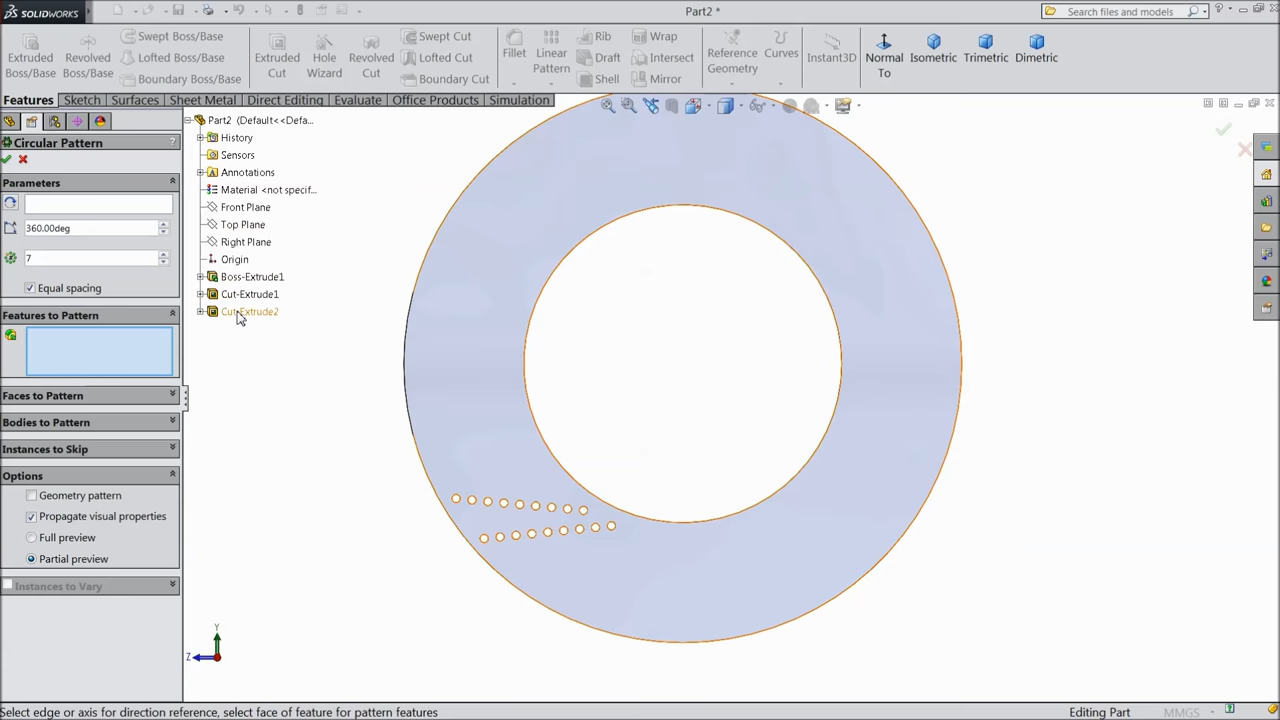 SOLIDWORKS
Part2 *
Search files and models
Extruded Boss/Base
Revolved Boss/Base
Swept Boss/Base
Lofted Boss/Base
Boundary Boss/Base
Extruded Cut
Hole Wizard
Revolved Cut
Swept Cut
Lofted Cut
Boundary Cut
Fillet
Linear Pattern
Rib
Draft
Shell
Wrap
Intersect
Mirror
Reference Geometry
Curves
Instant3D
Normal To
Isometric
Trimetric
Dimetric
Features
Sketch
Surfaces
Sheet Metal
Direct Editing
Evaluate
Office Products
Simulation
Circular Pattern
?
Parameters
360.00deg
7
Equal spacing
Features to Pattern
Faces to Pattern
Bodies to Pattern
Instances to Skip
Options
Geometry pattern
Propagate visual properties
Full preview
Partial preview
Instances to Vary
Part2 (Default<<Defa...
History
Sensors
Annotations
Material <not specif...
Front Plane
Top Plane
Right Plane
Origin
Boss-Extrude1
Cut-Extrude1
Cut-Extrude2
Y
Z
Select edge or axis for direction reference, select face of feature for pattern features
Editing Part
MMGS